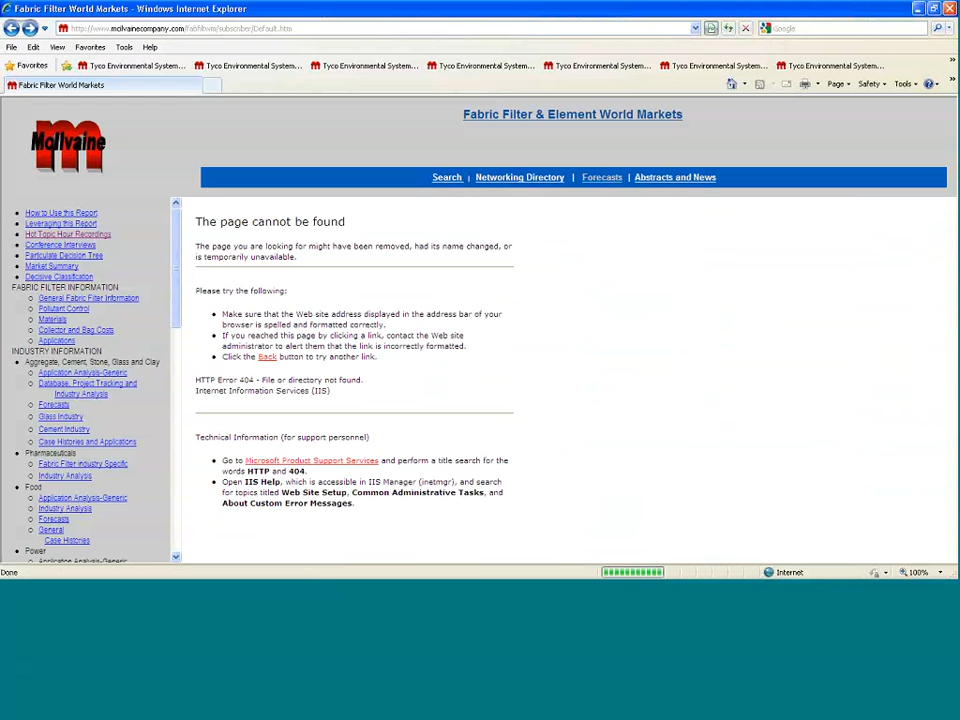 Fabric Filter World Markets - Windows Internet Explorer
http://www.mcilvainecompany.com/fabfiltwm/subscriber/Default.htm
Google
File Edit View Favorites Tools Help
Favorites Tyco Environmental System... Tyco Environmental System... Tyco Environmental System... Tyco Environmental System... Tyco Environmental System... Tyco Environmental System... Tyco Environmental System...
Fabric Filter World Markets
Page Safety Tools
McIlvaine
Fabric Filter & Element World Markets
Search | Networking Directory | Forecasts | Abstracts and News
How to Use this Report
Leveraging this Report
Hot Topic Hour Recordings
Conference Interviews
Particulate Decision Tree
Market Summary
Decisive Classification
FABRIC FILTER INFORMATION
General Fabric Filter Information
Pollutant Control
Materials
Collector and Bag Costs
Applications
INDUSTRY INFORMATION
Aggregate, Cement, Stone, Glass and Clay
Application Analysis-Generic
Database, Project Tracking and
Industry Analysis
Forecasts
Glass Industry
Cement Industry
Case Histories and Applications
Pharmaceuticals
Fabric Filter Industry Specific
Industry Analysis
Food
Application Analysis-Generic
Industry Analysis
Forecasts
General
Case Histories
Power
Application Analysis-Generic
The page cannot be found
The page you are looking for might have been removed, had its name changed, or
is temporarily unavailable.
Please try the following:
Make sure that the Web site address displayed in the address bar of your
browser is spelled and formatted correctly.
If you reached this page by clicking a link, contact the Web site
administrator to alert them that the link is incorrectly formatted.
Click the Back button to try another link.
HTTP Error 404 - File or directory not found.
Internet Information Services (IIS)
Technical Information (for support personnel)
Go to Microsoft Product Support Services and perform a title search for the
words HTTP and 404.
Open IIS Help, which is accessible in IIS Manager (inetmgr), and search
for topics titled Web Site Setup, Common Administrative Tasks, and
About Custom Error Messages.
Done
Internet
100%